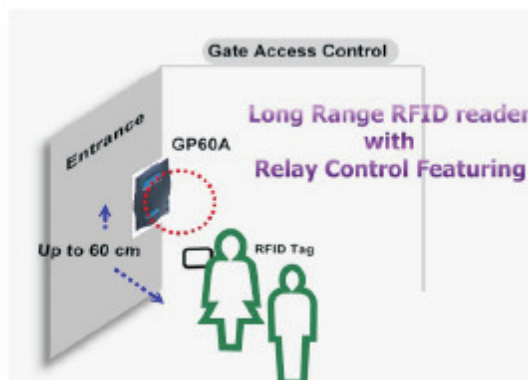 Gate Access Control
Long Range RFID reader
with
Relay Control Featuring
Entrance
GP60A
Up to 60 cm
RFID Tag